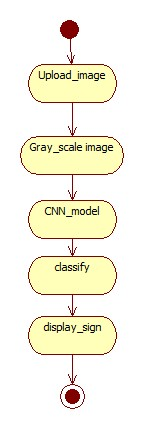 Upload_image
Gray_scale image
CNN_model
classify
display_sign